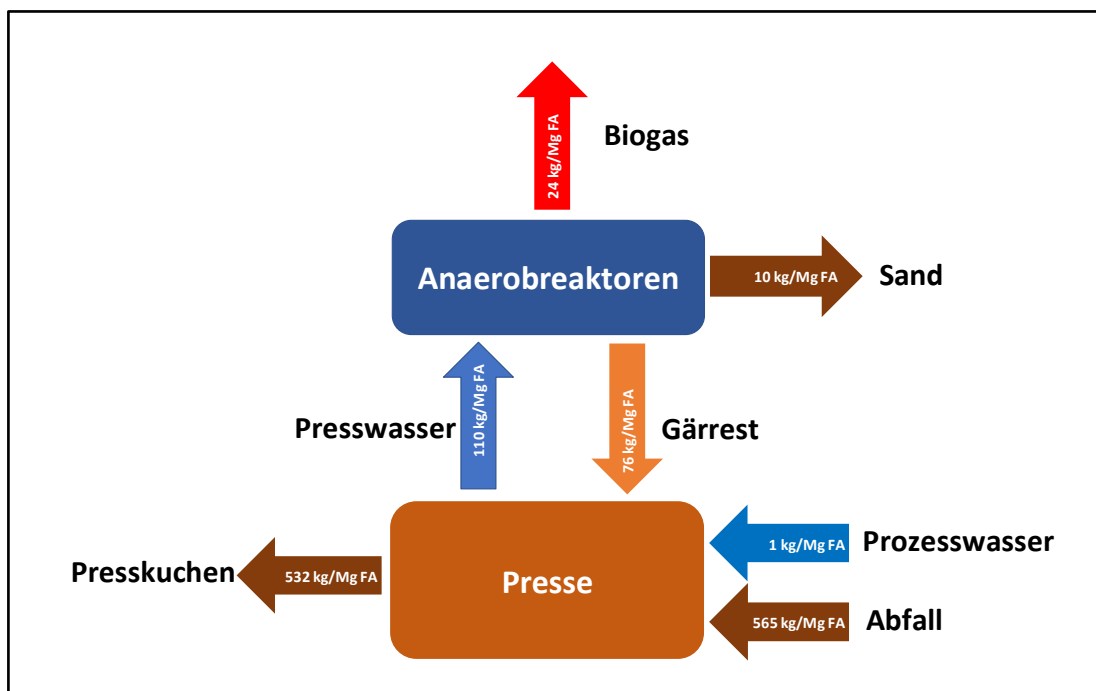 24 kg/Mg FA
Biogas
Anaerobreaktoren
10 kg/Mg FA
Sand
Presswasser
110 kg/Mg FA
76 kg/Mg FA
Gärrest
1 kg/Mg FA
Prozesswasser
Presskuchen
532 kg/Mg FA
Presse
565 kg/Mg FA
Abfall